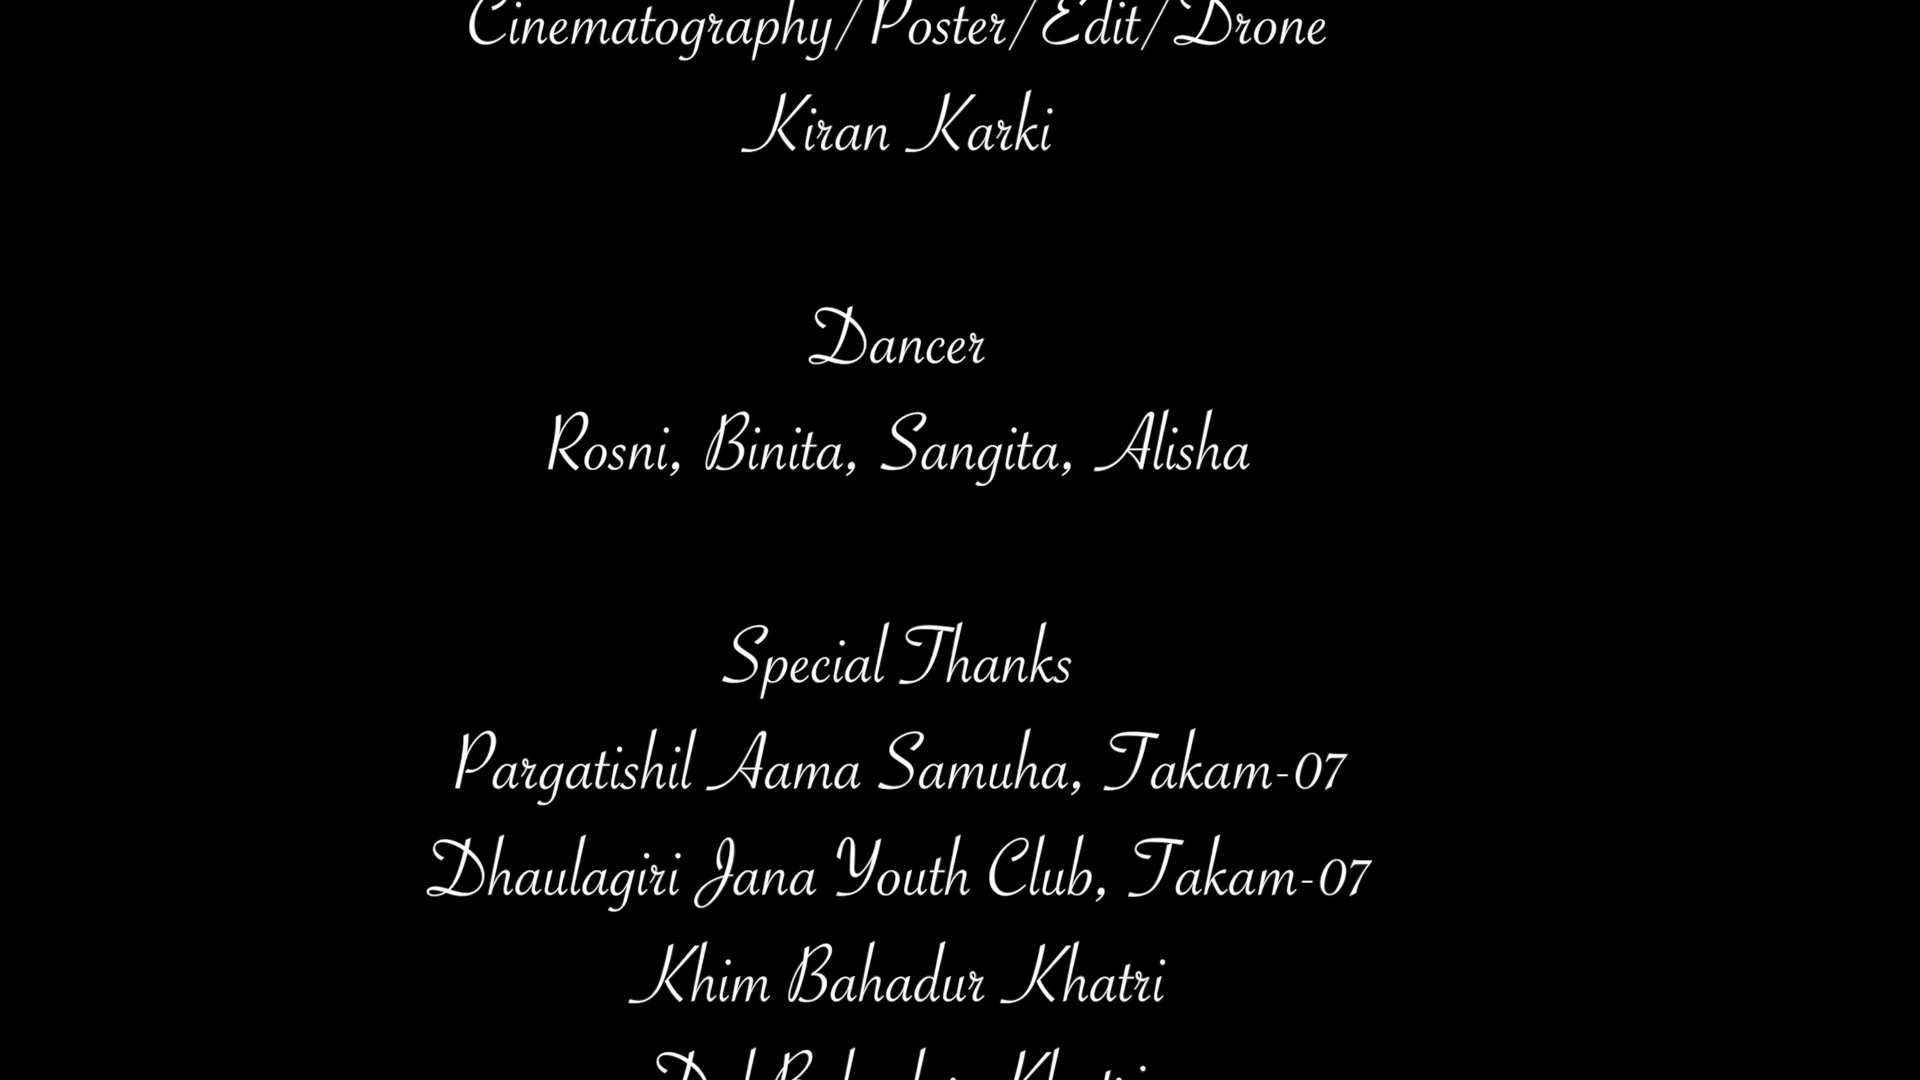 Cinematography/Poster/Edit/Drone
Kiran Karki
Dancer
Rosni, Binita, Sangita, Alisha
Special Thanks
Pargatishil Aama Samuha, Takam-07
Dhaulagiri Jana Youth Club, Takam-07
Khim Bahadur Khatri